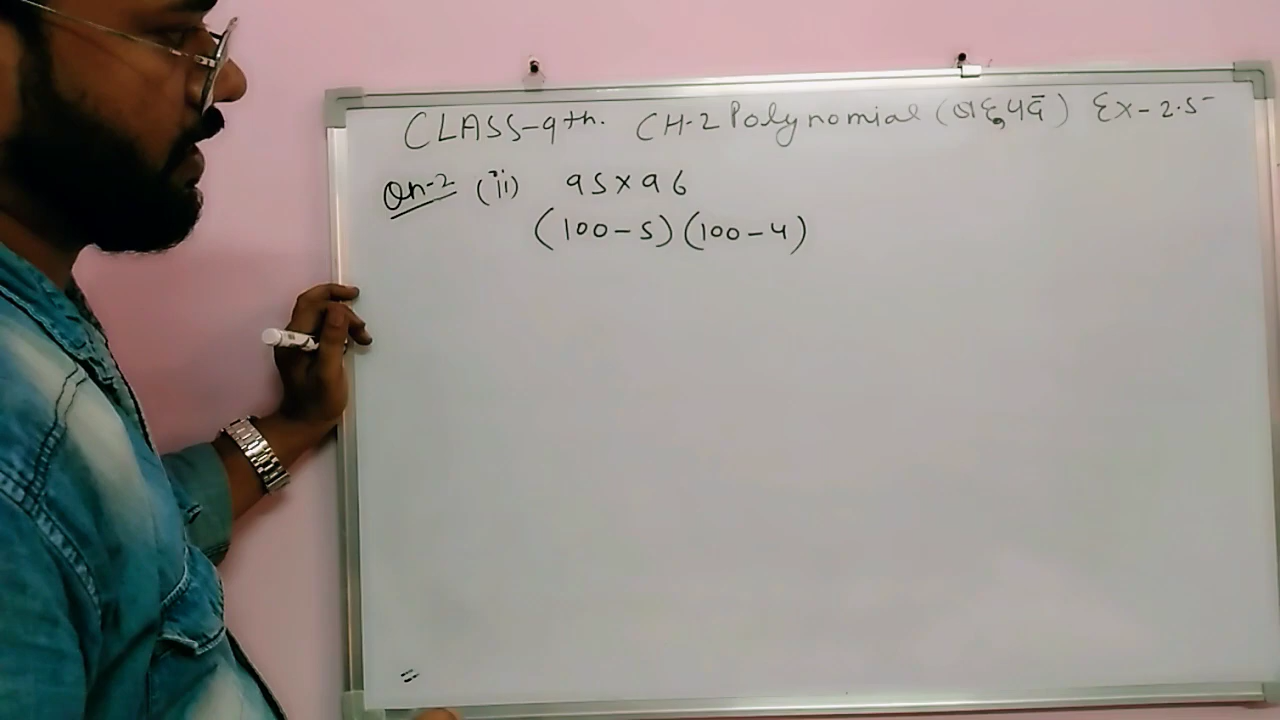 CLASS-9th. CH-2 Polynomial (बहुपद) Ex-2.5
Qn-2 (ii) 95×96
(100-5)(100-4)